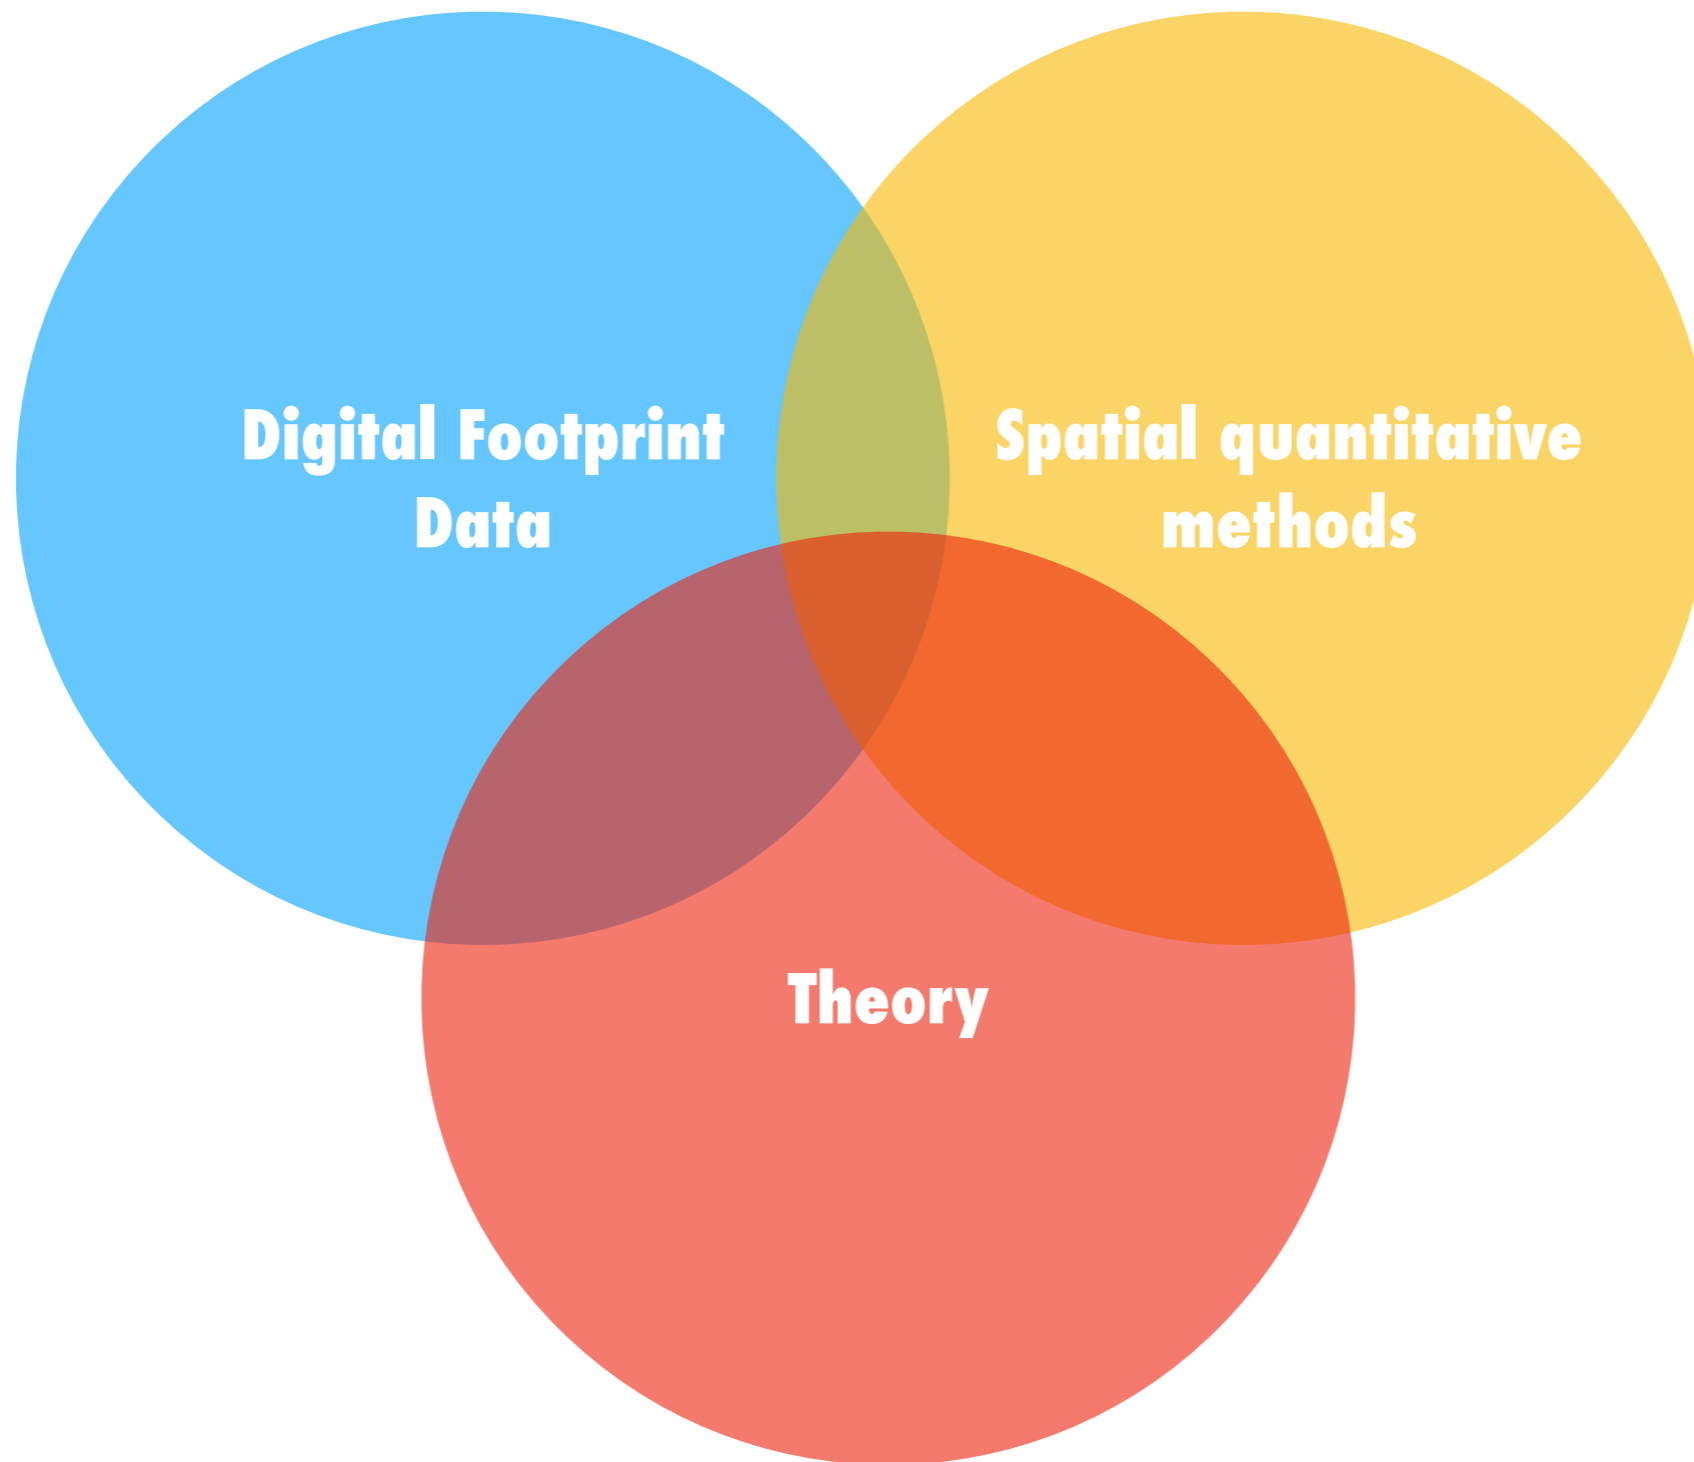 Digital Footprint
Data
Spatial quantitative
methods
Theory